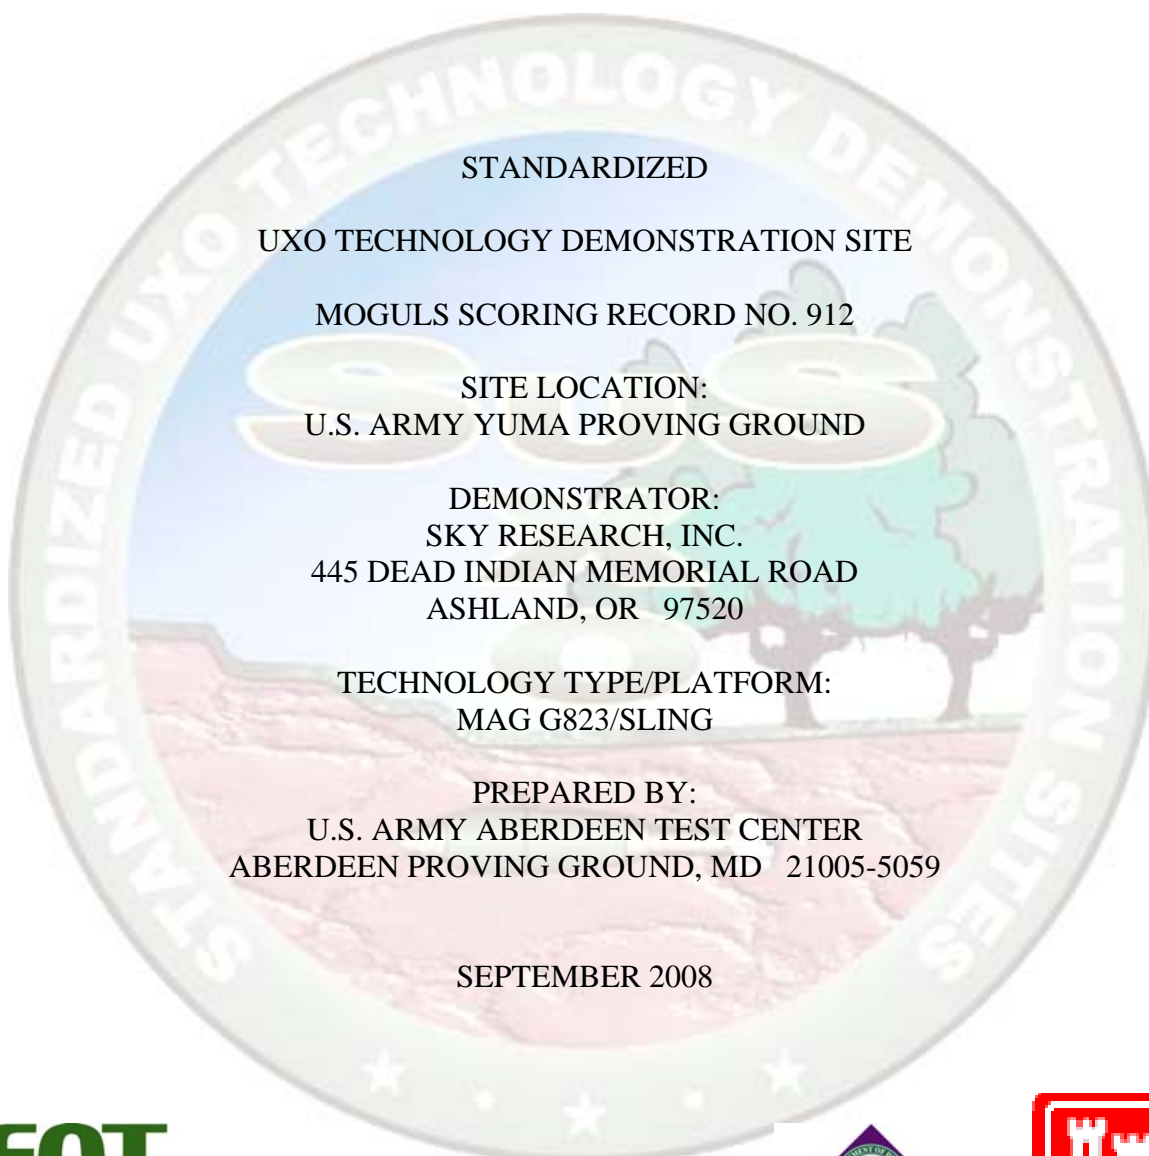 STANDARDIZED UXO TECHNOLOGY DEMONSTRATION SITES
STANDARDIZED
UXO TECHNOLOGY DEMONSTRATION SITE
MOGULS SCORING RECORD NO. 912
SITE LOCATION:
U.S. ARMY YUMA PROVING GROUND
DEMONSTRATOR:
SKY RESEARCH, INC.
445 DEAD INDIAN MEMORIAL ROAD
ASHLAND, OR 97520
TECHNOLOGY TYPE/PLATFORM:
MAG G823/SLING
PREPARED BY:
U.S. ARMY ABERDEEN TEST CENTER
ABERDEEN PROVING GROUND, MD 21005-5059
SEPTEMBER 2008